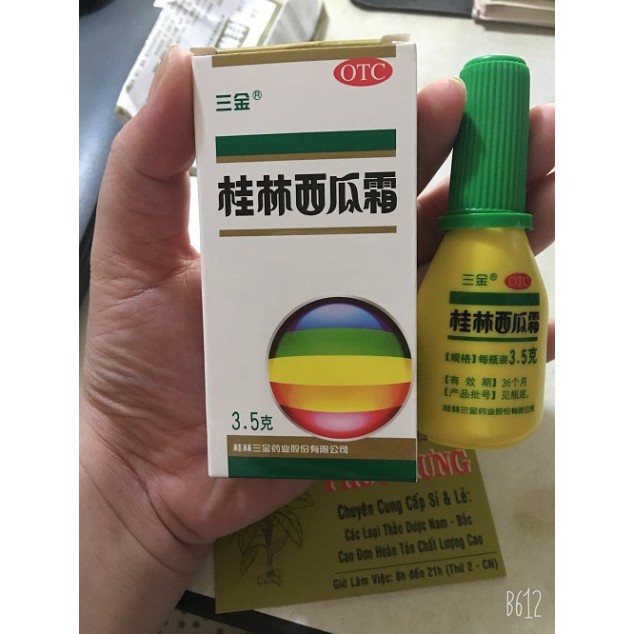 OTC
三金®
桂林西瓜霜
3.5克
桂林三金药业股份有限公司
三金® OTC
桂林西瓜霜
【规格】每瓶装3.5克
【有 效 期】36个月
【产品批号】见瓶底。
桂林三金药业股份有限公司
Chuyên Cung Cấp Sỉ & Lẻ:
Các Loại Thảo Dược Nam - Bắc
Cao Đơn Hoàn Tán Chất Lượng Cao
Giờ Làm Việc: 8h đến 21h (Thứ 2 - CN)
B612